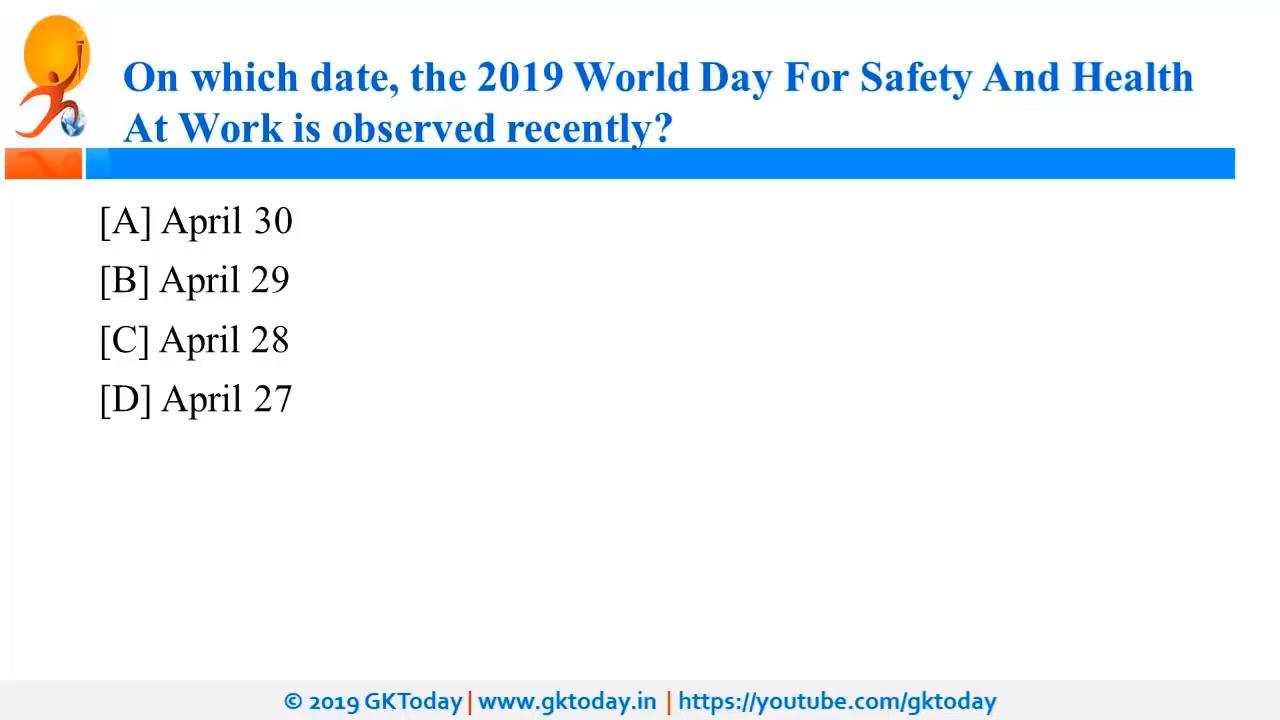 On which date, the 2019 World Day For Safety And Health
At Work is observed recently?
[A] April 30
[B] April 29
[C] April 28
[D] April 27
© 2019 GKToday | www.gktoday.in | https://youtube.com/gktoday